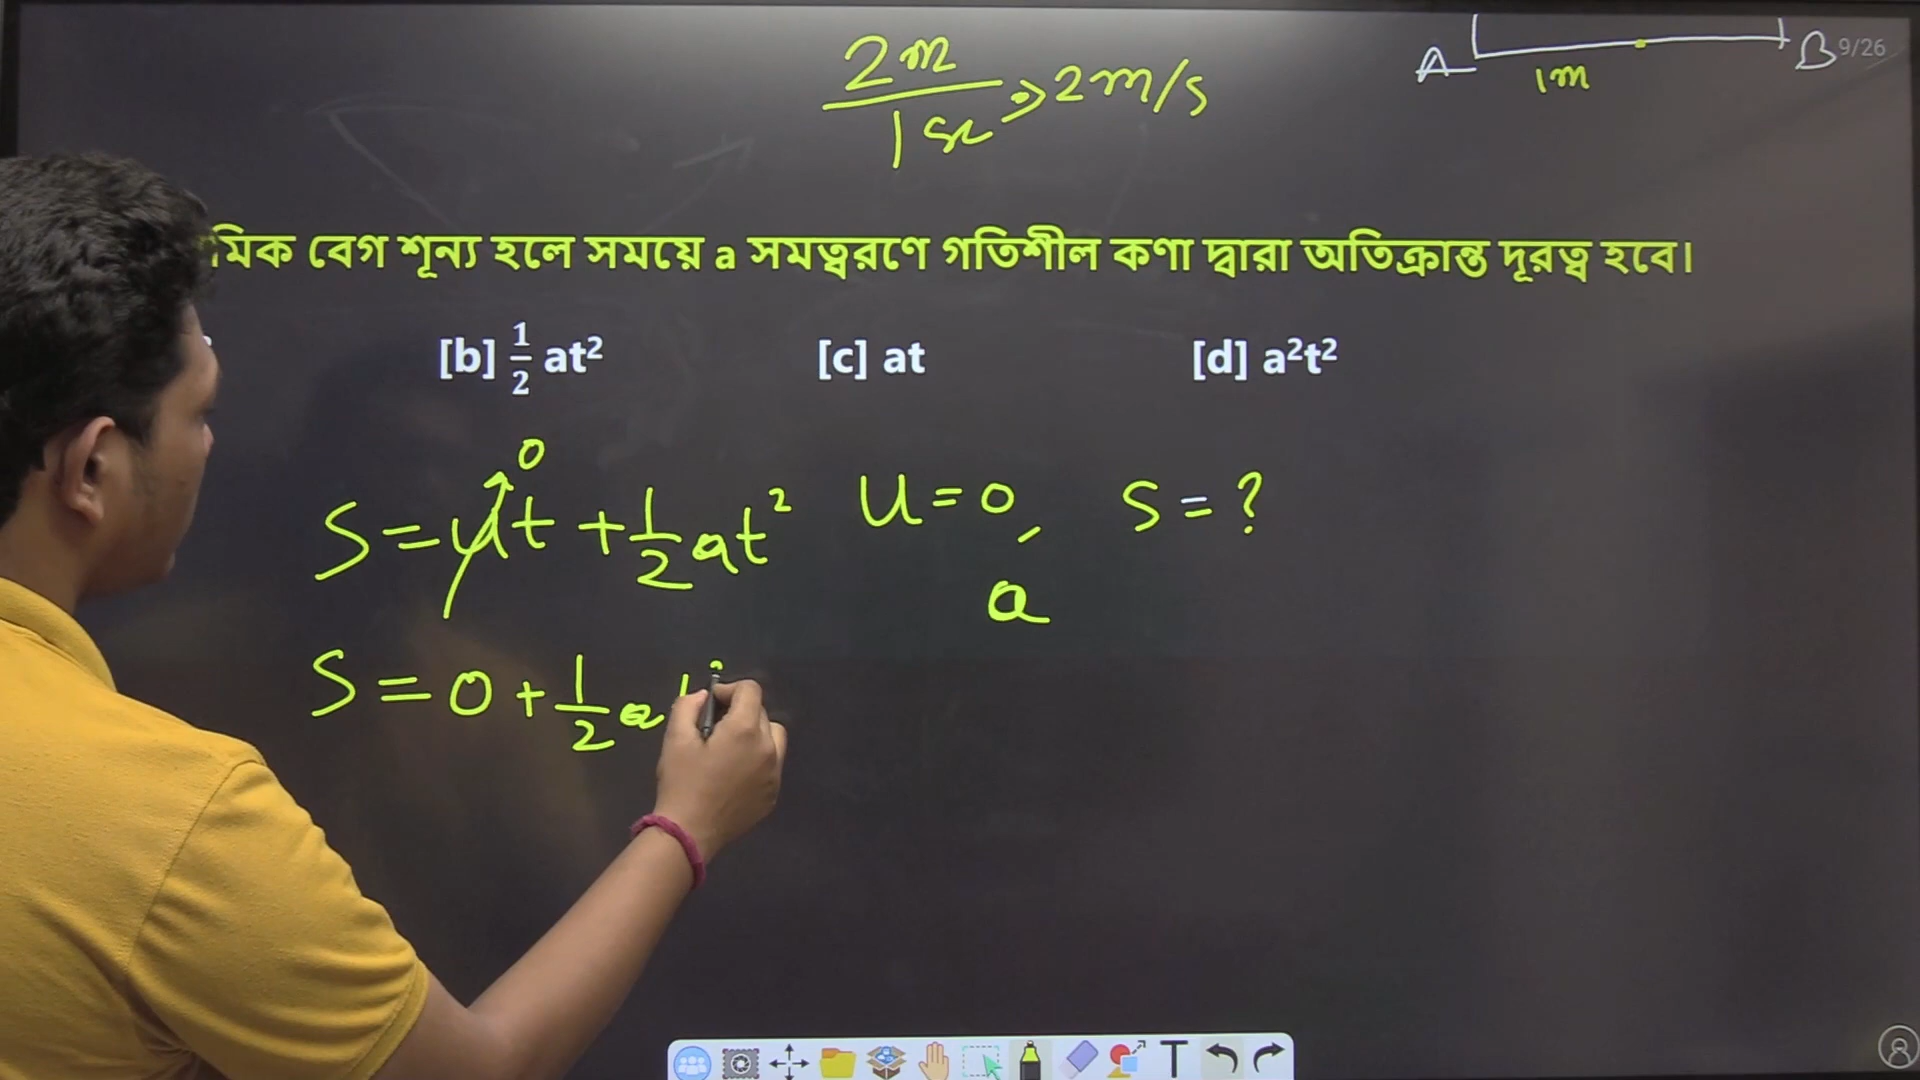 2m
1 sec => 2m/s
A 1m B
9/26
বেগ শূন্য হলে সময়ে a সমত্বরণে গতিশীল কণা দ্বারা অতিক্রান্ত দূরত্ব হবে।
[b] 1/2 at² [c] at [d] a²t²
0
S = ut + 1/2 at² u = 0, S = ?
a
S = 0 + 1/2 a
T